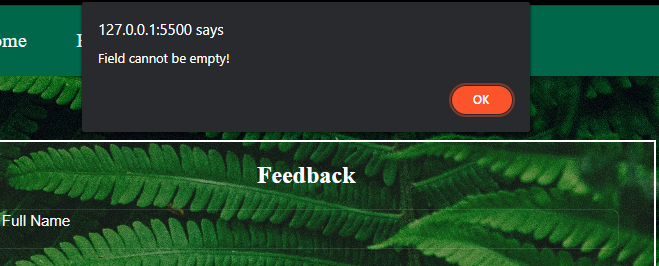 127.0.0.1:5500 says
Field cannot be empty!
OK
Feedback
Full Name